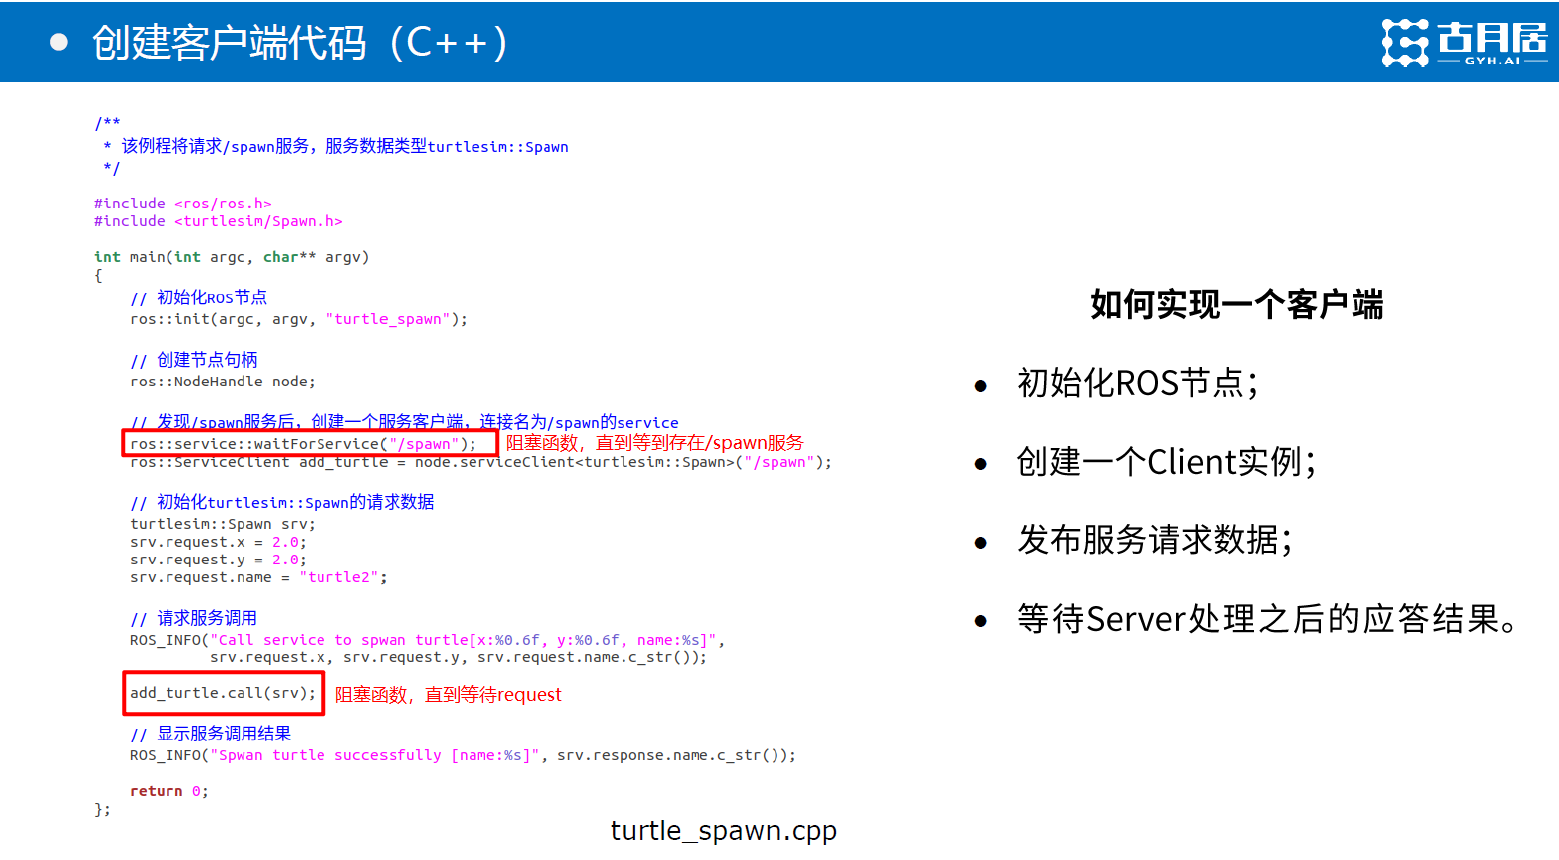 创建客户端代码（C++）
古月居
GYH.AI
/**
 * 该例程将请求/spawn服务，服务数据类型turtlesim::Spawn
 */
#include <ros/ros.h>
#include <turtlesim/Spawn.h>
int main(int argc, char** argv)
{
// 初始化ROS节点
ros::init(argc, argv, "turtle_spawn");
// 创建节点句柄
ros::NodeHandle node;
// 发现/spawn服务后，创建一个服务客户端，连接名为/spawn的service
ros::service::waitForService("/spawn"); 阻塞函数，直到等到存在/spawn服务
ros::ServiceClient add_turtle = node.serviceClient<turtlesim::Spawn>("/spawn");
// 初始化turtlesim::Spawn的请求数据
turtlesim::Spawn srv;
srv.request.x = 2.0;
srv.request.y = 2.0;
srv.request.name = "turtle2";
// 请求服务调用
ROS_INFO("Call service to spwan turtle[x:%0.6f, y:%0.6f, name:%s]",
srv.request.x, srv.request.y, srv.request.name.c_str());
add_turtle.call(srv); 阻塞函数，直到等待request
// 显示服务调用结果
ROS_INFO("Spwan turtle successfully [name:%s]", srv.response.name.c_str());
return 0;
};
turtle_spawn.cpp
如何实现一个客户端
● 初始化ROS节点；
● 创建一个Client实例；
● 发布服务请求数据；
● 等待Server处理之后的应答结果。